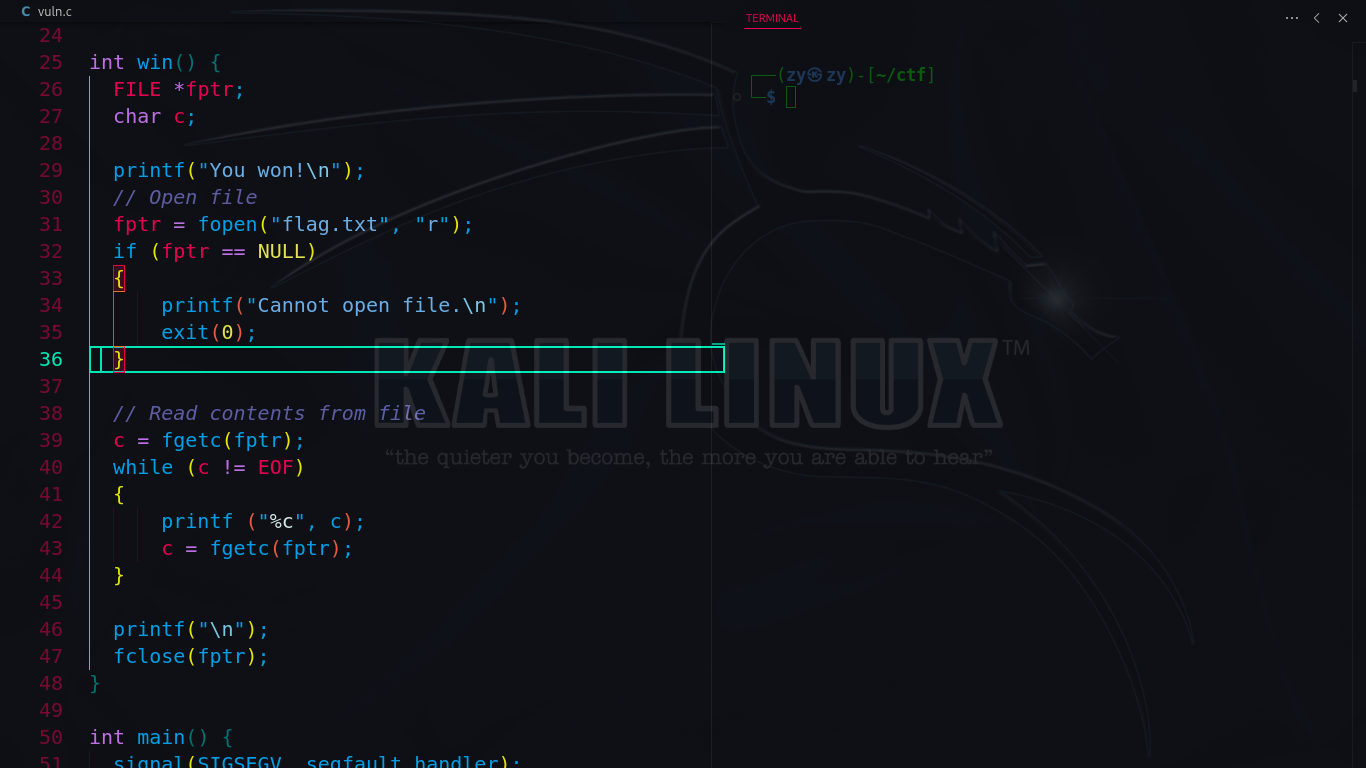 vuln.c
TERMINAL
24
25 int win() {
26 FILE *fptr;
27 char c;
28
29 printf("You won!\n");
30 // Open file
31 fptr = fopen("flag.txt", "r");
32 if (fptr == NULL)
33 {
34 printf("Cannot open file.\n");
35 exit(0);
36 }
37
38 // Read contents from file
39 c = fgetc(fptr);
40 while (c != EOF)
41 {
42 printf ("%c", c);
43 c = fgetc(fptr);
44 }
45
46 printf("\n");
47 fclose(fptr);
48 }
49
50 int main() {
51 signal(SIGSEGV, segfault_handler);
(zy㉿zy)-[~/ctf]
$
KALI LINUX™
“the quieter you become, the more you are able to hear”